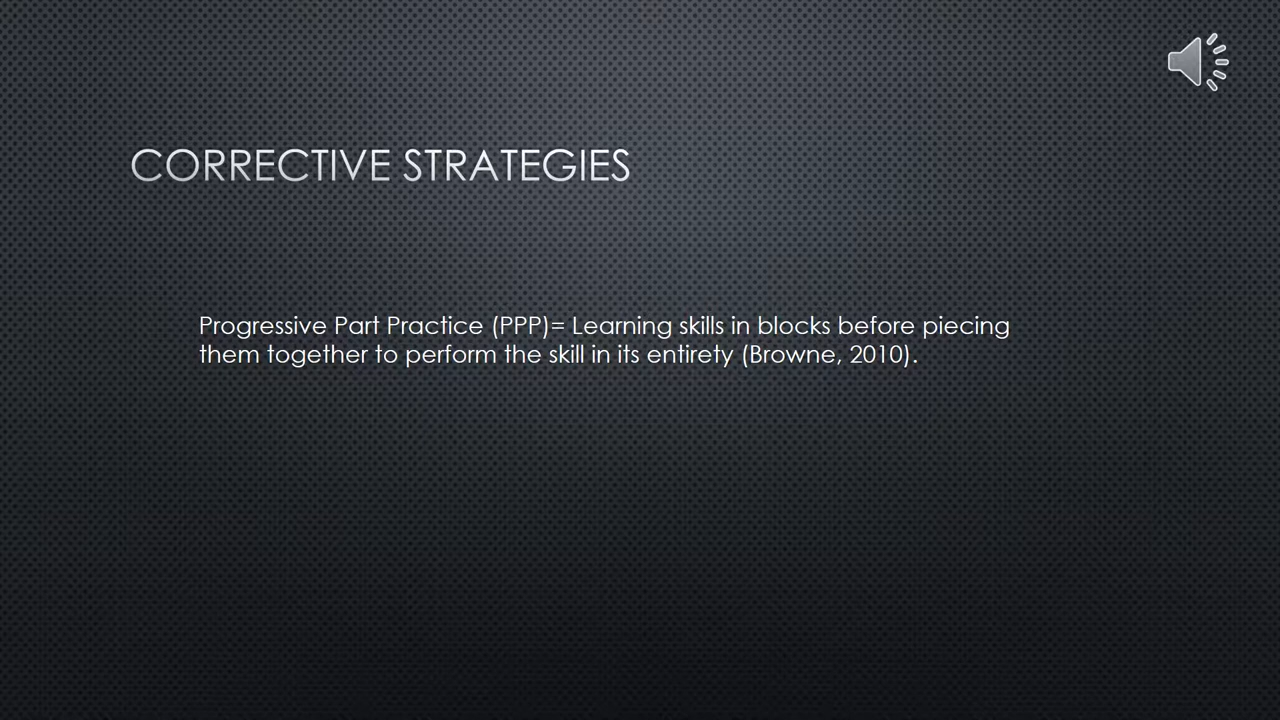 CORRECTIVE STRATEGIES
Progressive Part Practice (PPP)= Learning skills in blocks before piecing
them together to perform the skill in its entirety (Browne, 2010).